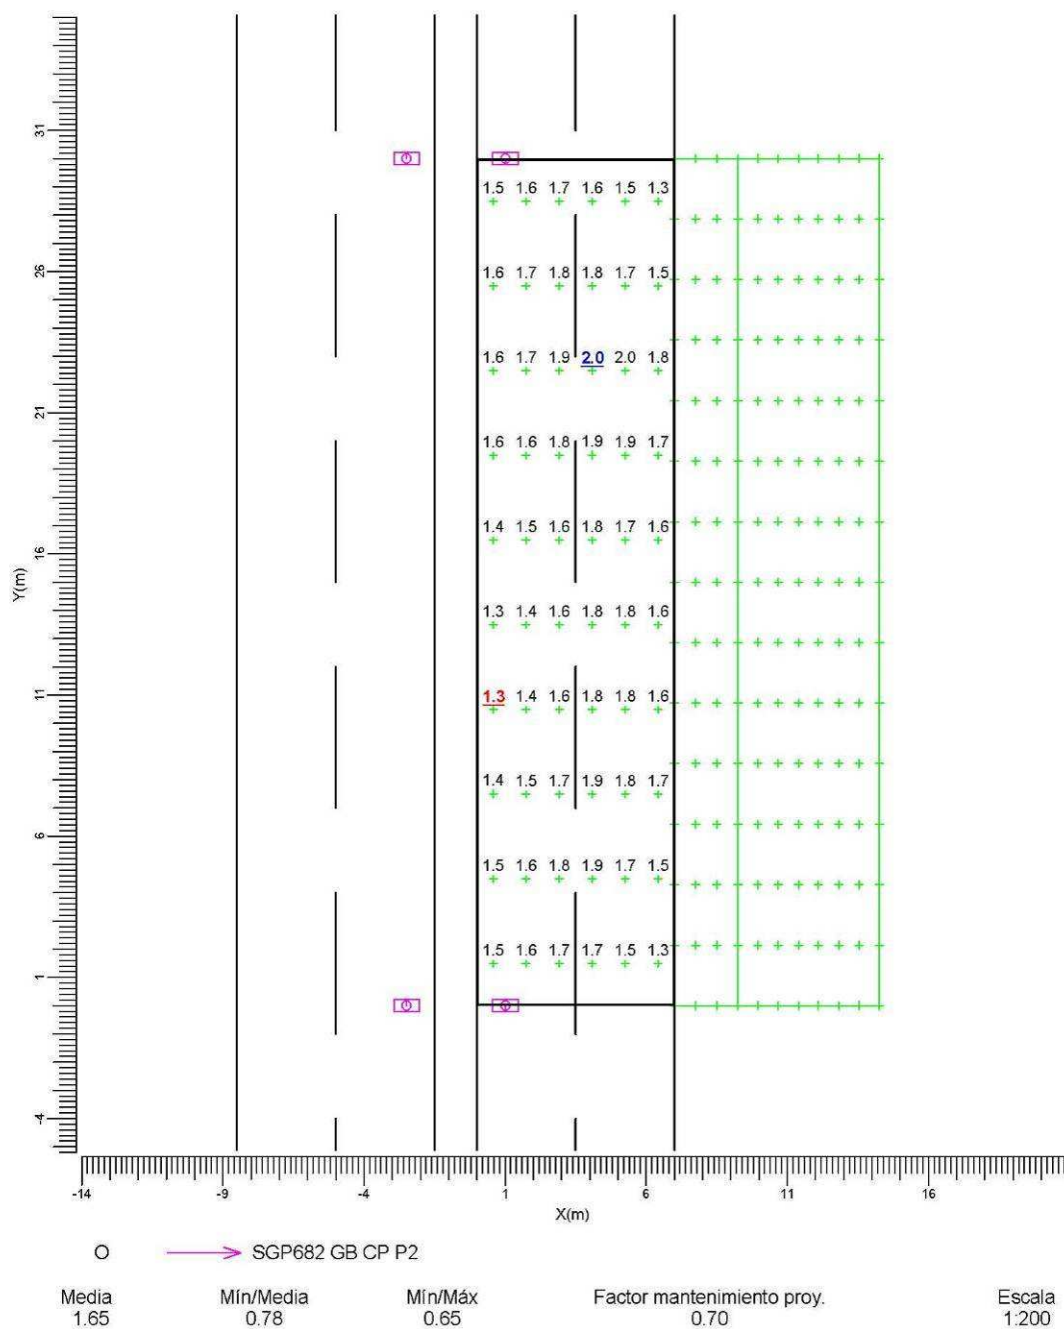 31
1.5 1.6 1.7 1.6 1.5 1.3
26
1.6 1.7 1.8 1.8 1.7 1.5
1.6 1.7 1.9 2.0 2.0 1.8
21
1.6 1.6 1.8 1.9 1.9 1.7
16
1.4 1.5 1.6 1.8 1.7 1.6
Y(m)
1.3 1.4 1.6 1.8 1.8 1.6
11
1.3 1.4 1.6 1.8 1.8 1.6
1.4 1.5 1.7 1.9 1.8 1.7
6
1.5 1.6 1.8 1.9 1.7 1.5
1.5 1.6 1.7 1.7 1.5 1.3
1
-4
-14 -9 -4 1 6 11 16
X(m)
SGP682 GB CP P2
Media Mín/Media Mín/Máx Factor mantenimiento proy. Escala
1.65 0.78 0.65 0.70 1:200